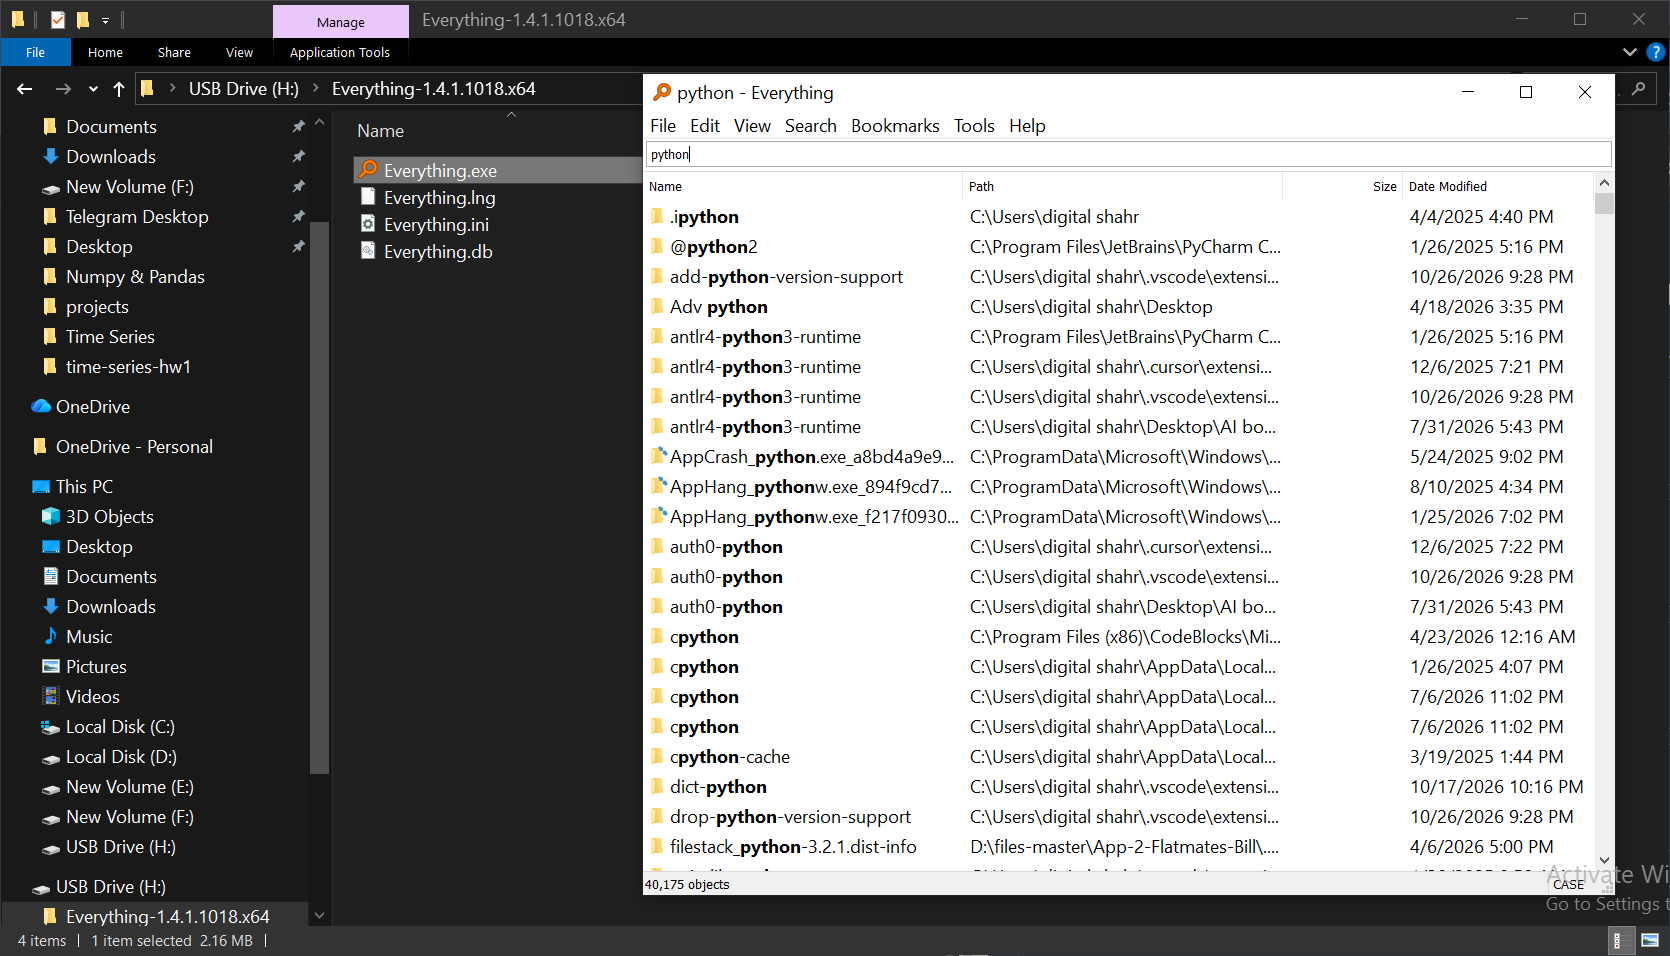 Manage
Everything-1.4.1.1018.x64
File Home Share View Application Tools
USB Drive (H:) Everything-1.4.1.1018.x64
Documents
Downloads
New Volume (F:)
Telegram Desktop
Desktop
Numpy & Pandas
projects
Time Series
time-series-hw1
OneDrive
OneDrive - Personal
This PC
3D Objects
Desktop
Documents
Downloads
Music
Pictures
Videos
Local Disk (C:)
Local Disk (D:)
New Volume (E:)
New Volume (F:)
USB Drive (H:)
USB Drive (H:)
Everything-1.4.1.1018.x64
Name
Everything.exe
Everything.lng
Everything.ini
Everything.db
python - Everything
File Edit View Search Bookmarks Tools Help
python
Name Path Size Date Modified
.ipython C:\Users\digital shahr 4/4/2025 4:40 PM
@python2 C:\Program Files\JetBrains\PyCharm C... 1/26/2025 5:16 PM
add-python-version-support C:\Users\digital shahr\.vscode\extensi... 10/26/2026 9:28 PM
Adv python C:\Users\digital shahr\Desktop 4/18/2026 3:35 PM
antlr4-python3-runtime C:\Program Files\JetBrains\PyCharm C... 1/26/2025 5:16 PM
antlr4-python3-runtime C:\Users\digital shahr\.cursor\extensi... 12/6/2025 7:21 PM
antlr4-python3-runtime C:\Users\digital shahr\.vscode\extensi... 10/26/2026 9:28 PM
antlr4-python3-runtime C:\Users\digital shahr\Desktop\AI bo... 7/31/2026 5:43 PM
AppCrash_python.exe_a8bd4a9e9... C:\ProgramData\Microsoft\Windows\... 5/24/2025 9:02 PM
AppHang_pythonw.exe_894f9cd7... C:\ProgramData\Microsoft\Windows\... 8/10/2025 4:34 PM
AppHang_pythonw.exe_f217f0930... C:\ProgramData\Microsoft\Windows\... 1/25/2026 7:02 PM
auth0-python C:\Users\digital shahr\.cursor\extensi... 12/6/2025 7:22 PM
auth0-python C:\Users\digital shahr\.vscode\extensi... 10/26/2026 9:28 PM
auth0-python C:\Users\digital shahr\Desktop\AI bo... 7/31/2026 5:43 PM
cpython C:\Program Files (x86)\CodeBlocks\Mi... 4/23/2026 12:16 AM
cpython C:\Users\digital shahr\AppData\Local... 1/26/2025 4:07 PM
cpython C:\Users\digital shahr\AppData\Local... 7/6/2026 11:02 PM
cpython C:\Users\digital shahr\AppData\Local... 7/6/2026 11:02 PM
cpython-cache C:\Users\digital shahr\AppData\Local... 3/19/2025 1:44 PM
dict-python C:\Users\digital shahr\.vscode\extensi... 10/17/2026 10:16 PM
drop-python-version-support C:\Users\digital shahr\.vscode\extensi... 10/26/2026 9:28 PM
filestack_python-3.2.1.dist-info D:\files-master\App-2-Flatmates-Bill\.... 4/6/2026 5:00 PM
40,175 objects CASE
Activate Wi
Go to Settings t
4 items 1 item selected 2.16 MB